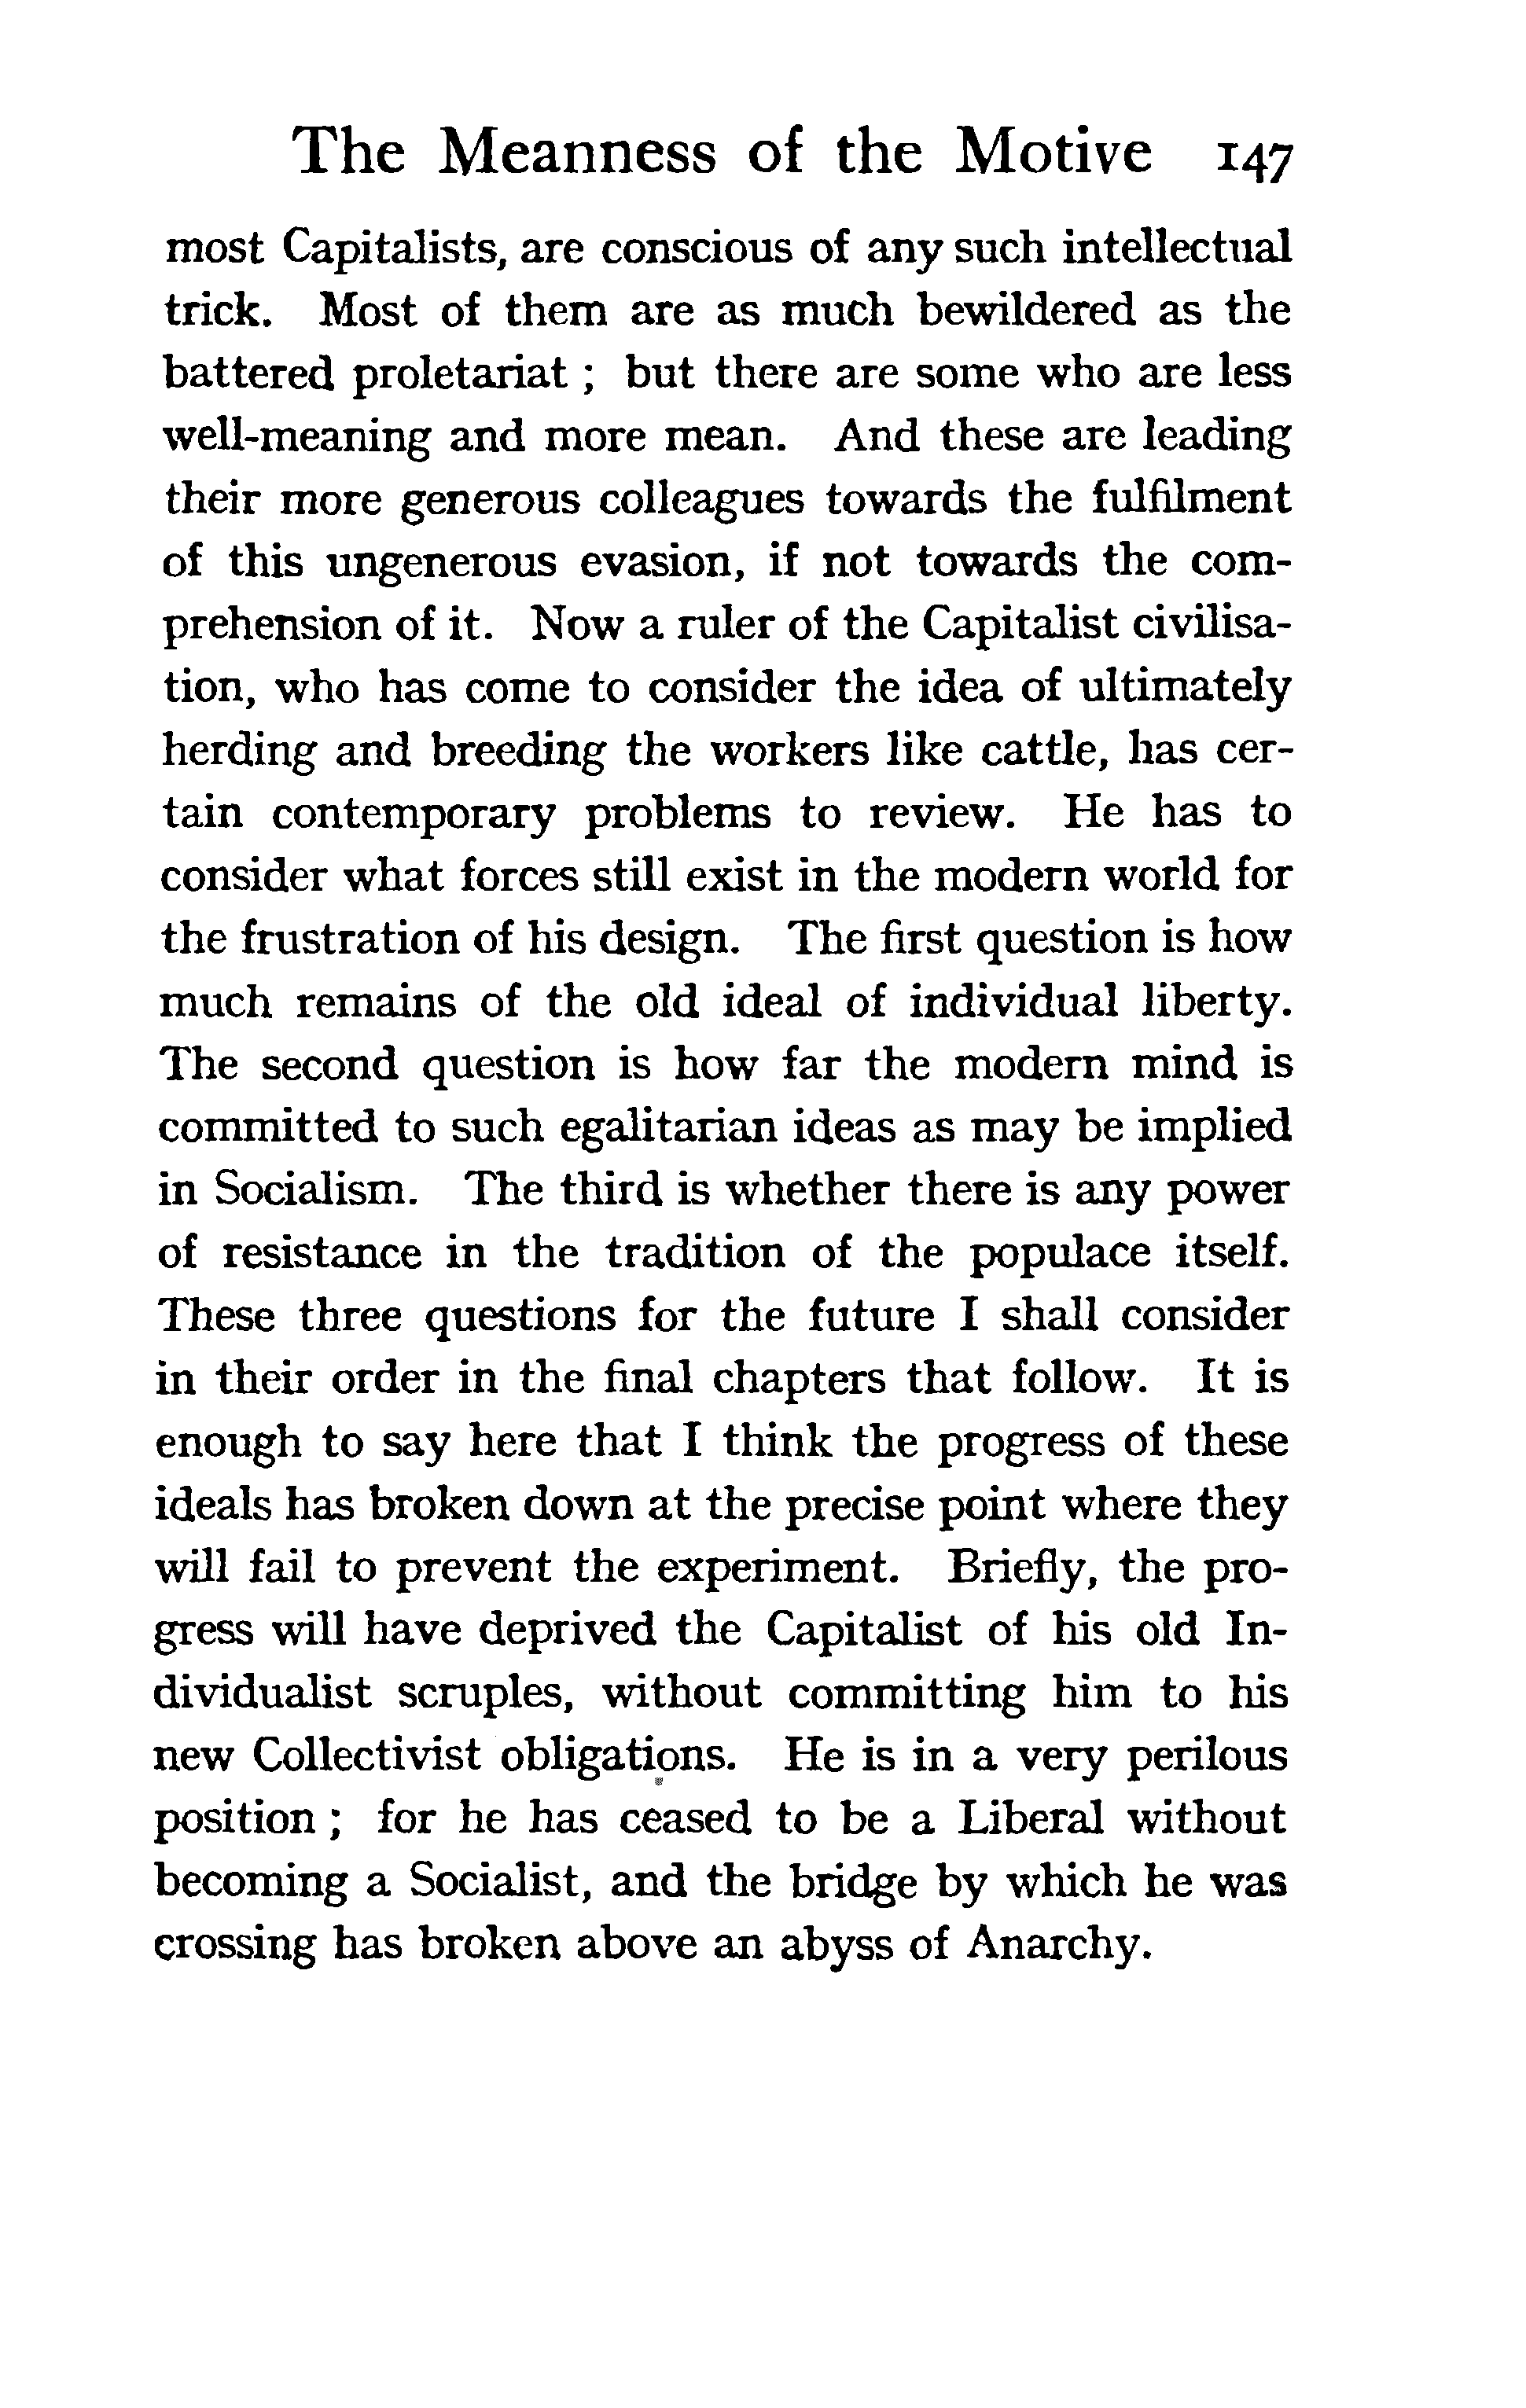 The Meanness of the Motive 147
most Capitalists, are conscious of any such intellectual
trick. Most of them are as much bewildered as the
battered proletariat ; but there are some who are less
well-meaning and more mean. And these are leading
their more generous colleagues towards the fulfilment
of this ungenerous evasion, if not towards the com-
prehension of it. Now a ruler of the Capitalist civilisa-
tion, who has come to consider the idea of ultimately
herding and breeding the workers like cattle, has cer-
tain contemporary problems to review. He has to
consider what forces still exist in the modern world for
the frustration of his design. The first question is how
much remains of the old ideal of individual liberty.
The second question is how far the modern mind is
committed to such egalitarian ideas as may be implied
in Socialism. The third is whether there is any power
of resistance in the tradition of the populace itself.
These three questions for the future I shall consider
in their order in the final chapters that follow. It is
enough to say here that I think the progress of these
ideals has broken down at the precise point where they
will fail to prevent the experiment. Briefly, the pro-
gress will have deprived the Capitalist of his old In-
dividualist scruples, without committing him to his
new Collectivist obligations. He is in a very perilous
position ; for he has ceased to be a Liberal without
becoming a Socialist, and the bridge by which he was
crossing has broken above an abyss of Anarchy.